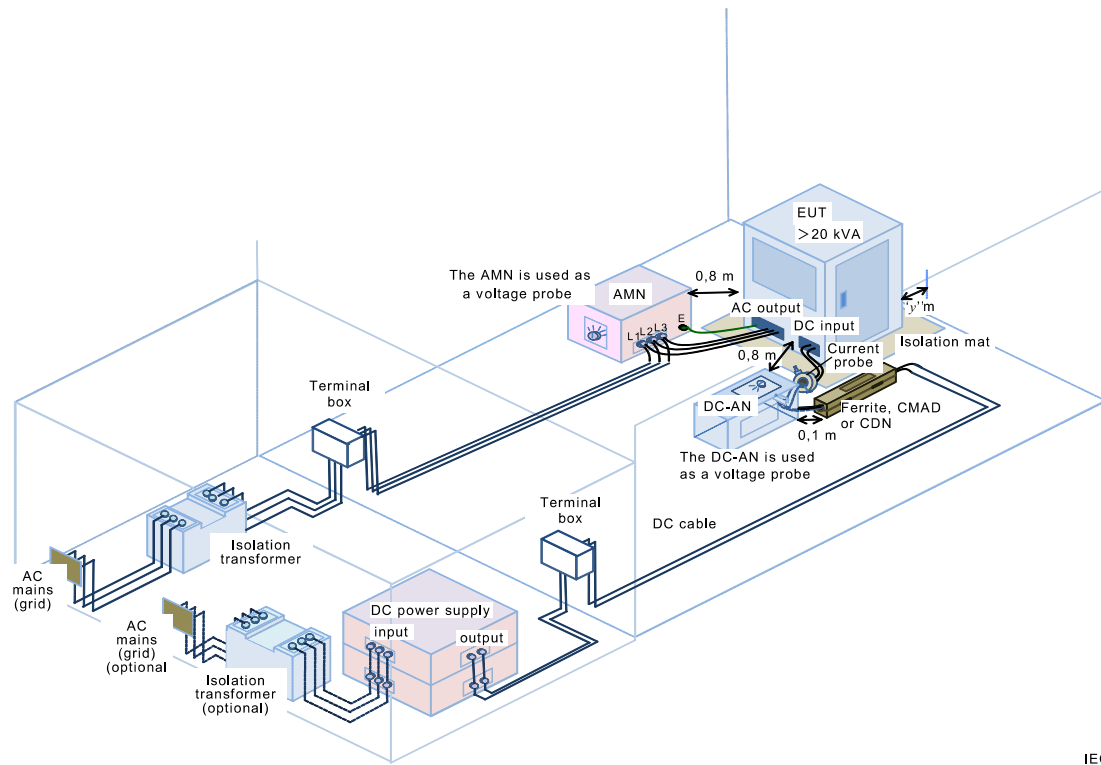 EUT
>20 kVA
0,8 m
The AMN is used as
a voltage probe
AMN
AC output
"y"m
E
L1 L2 L3
DC input
Isolation mat
0,8 m
Current
probe
Terminal
box
DC-AN
Ferrite, CMAD
or CDN
0,1 m
The DC-AN is used
as a voltage probe
Terminal
box
DC cable
Isolation
transformer
AC
mains
(grid)
DC power supply
input
output
AC
mains
(grid)
(optional
Isolation
transformer
(optional)
IEC